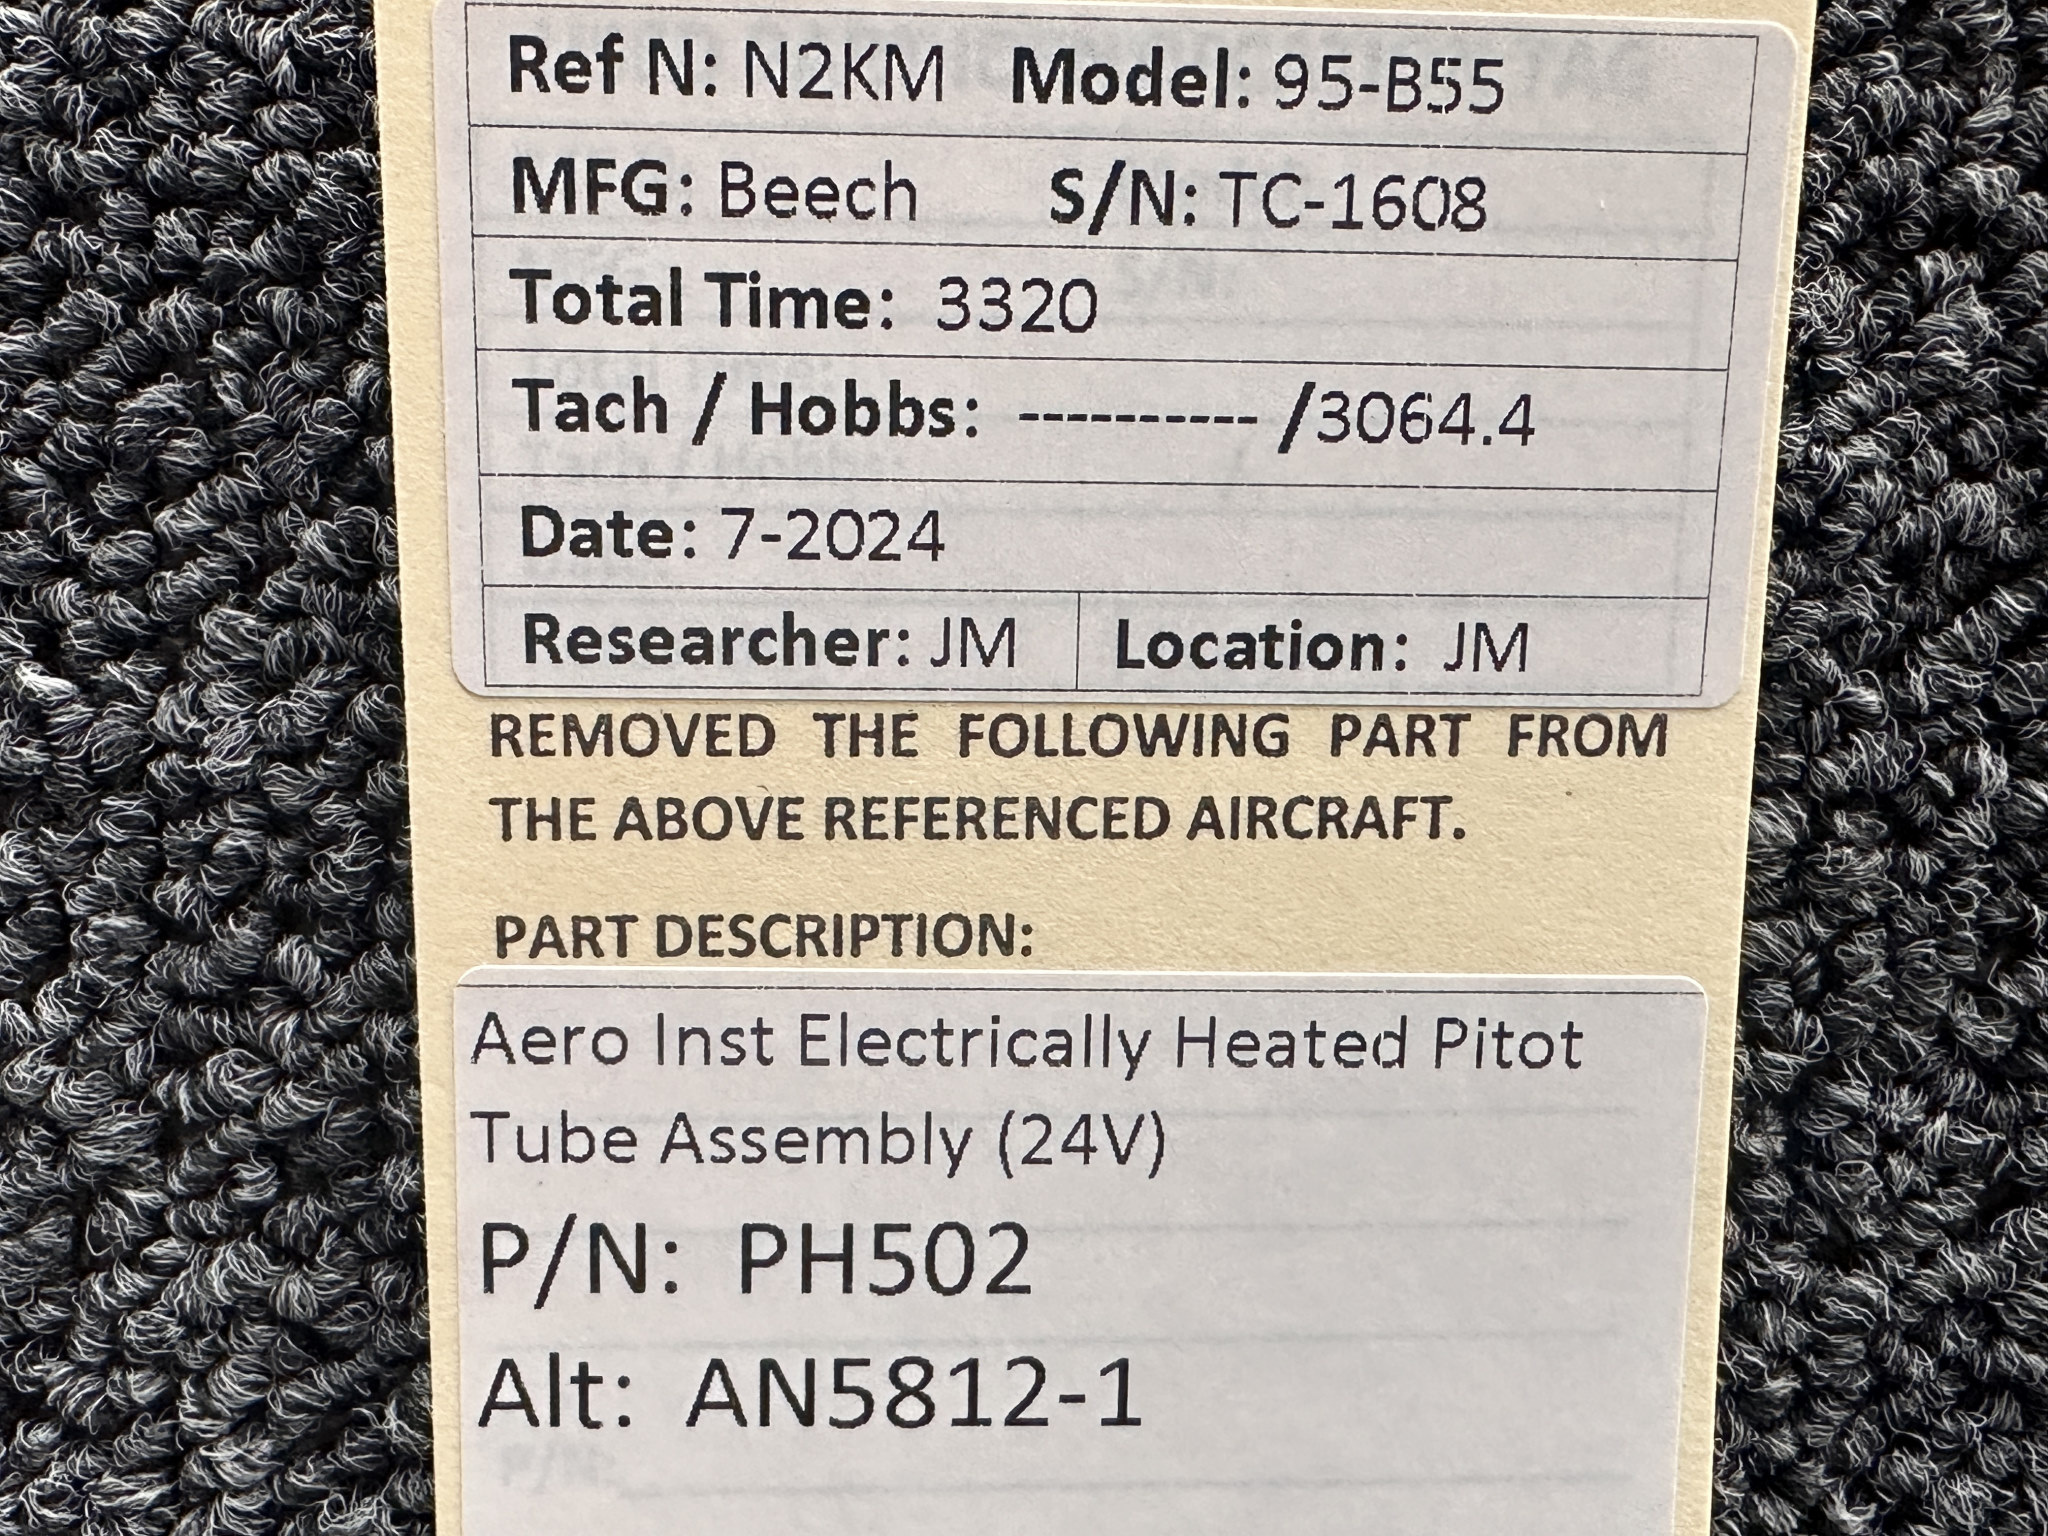 Ref N: N2KM Model: 95-B55
MFG: Beech S/N: TC-1608
Total Time: 3320
Tach / Hobbs: ---------- /3064.4
Date: 7-2024
Researcher: JM Location: JM
REMOVED THE FOLLOWING PART FROM
THE ABOVE REFERENCED AIRCRAFT.
PART DESCRIPTION:
Aero Inst Electrically Heated Pitot
Tube Assembly (24V)
P/N: PH502
Alt: AN5812-1